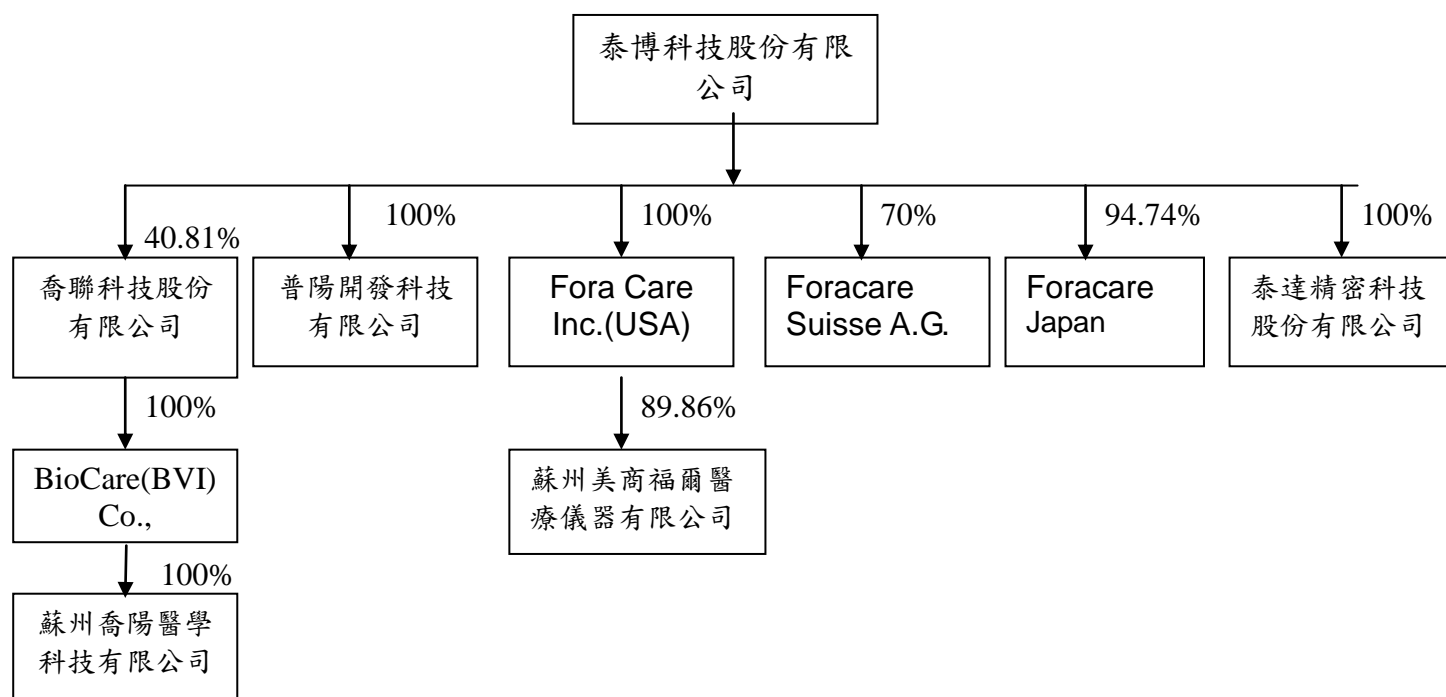 泰博科技股份有限
公司
40.81%
100%
100%
70%
94.74%
100%
喬聯科技股份
有限公司
普陽開發科技
有限公司
Fora Care
Inc.(USA)
Foracare
Suisse A.G.
Foracare
Japan
泰達精密科技
股份有限公司
100%
89.86%
BioCare(BVI)
Co.,
蘇州美商福爾醫
療儀器有限公司
100%
蘇州喬陽醫學
科技有限公司